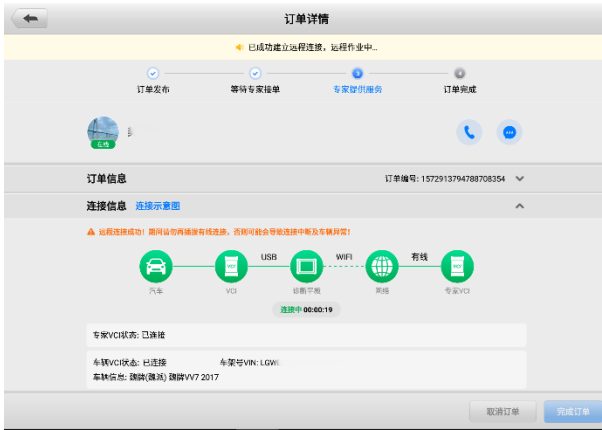 订单详情
已成功建立远程连接，远程作业中...
订单发布 等待专家接单 专家提供服务 订单完成
在线
订单信息 订单编号: 1572913794788708354
连接信息 连接示意图
远程连接成功！期间请勿再插拔有线连接，否则可能会导致连接中断及车辆异常！
USB WIFI 有线
汽车 VCI 诊断平板 网络 专家VCI
连接中 00:00:19
专家VCI状态: 已连接
车辆VCI状态: 已连接 车架号VIN: LGW
车辆信息: 魏牌(魏派) 魏牌VV7 2017
取消订单 完成订单